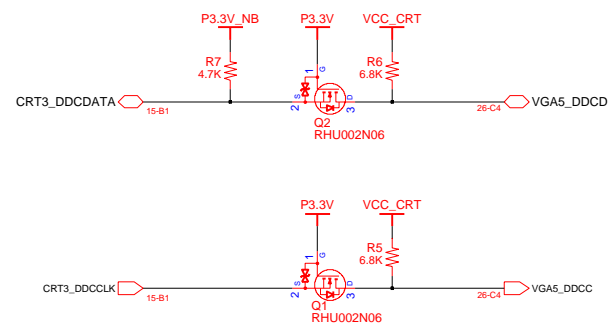 P3.3V_NB P3.3V VCC_CRT
R7 4.7K
R6 6.8K
1 G
CRT3_DDCDATA 15-B1 2 S D 3 26-C4 VGA5_DDCD
Q2
RHU002N06
P3.3V VCC_CRT
R5 6.8K
1 G
CRT3_DDCCLK 15-B1 2 S D 3 26-C4 VGA5_DDCC
Q1
RHU002N06